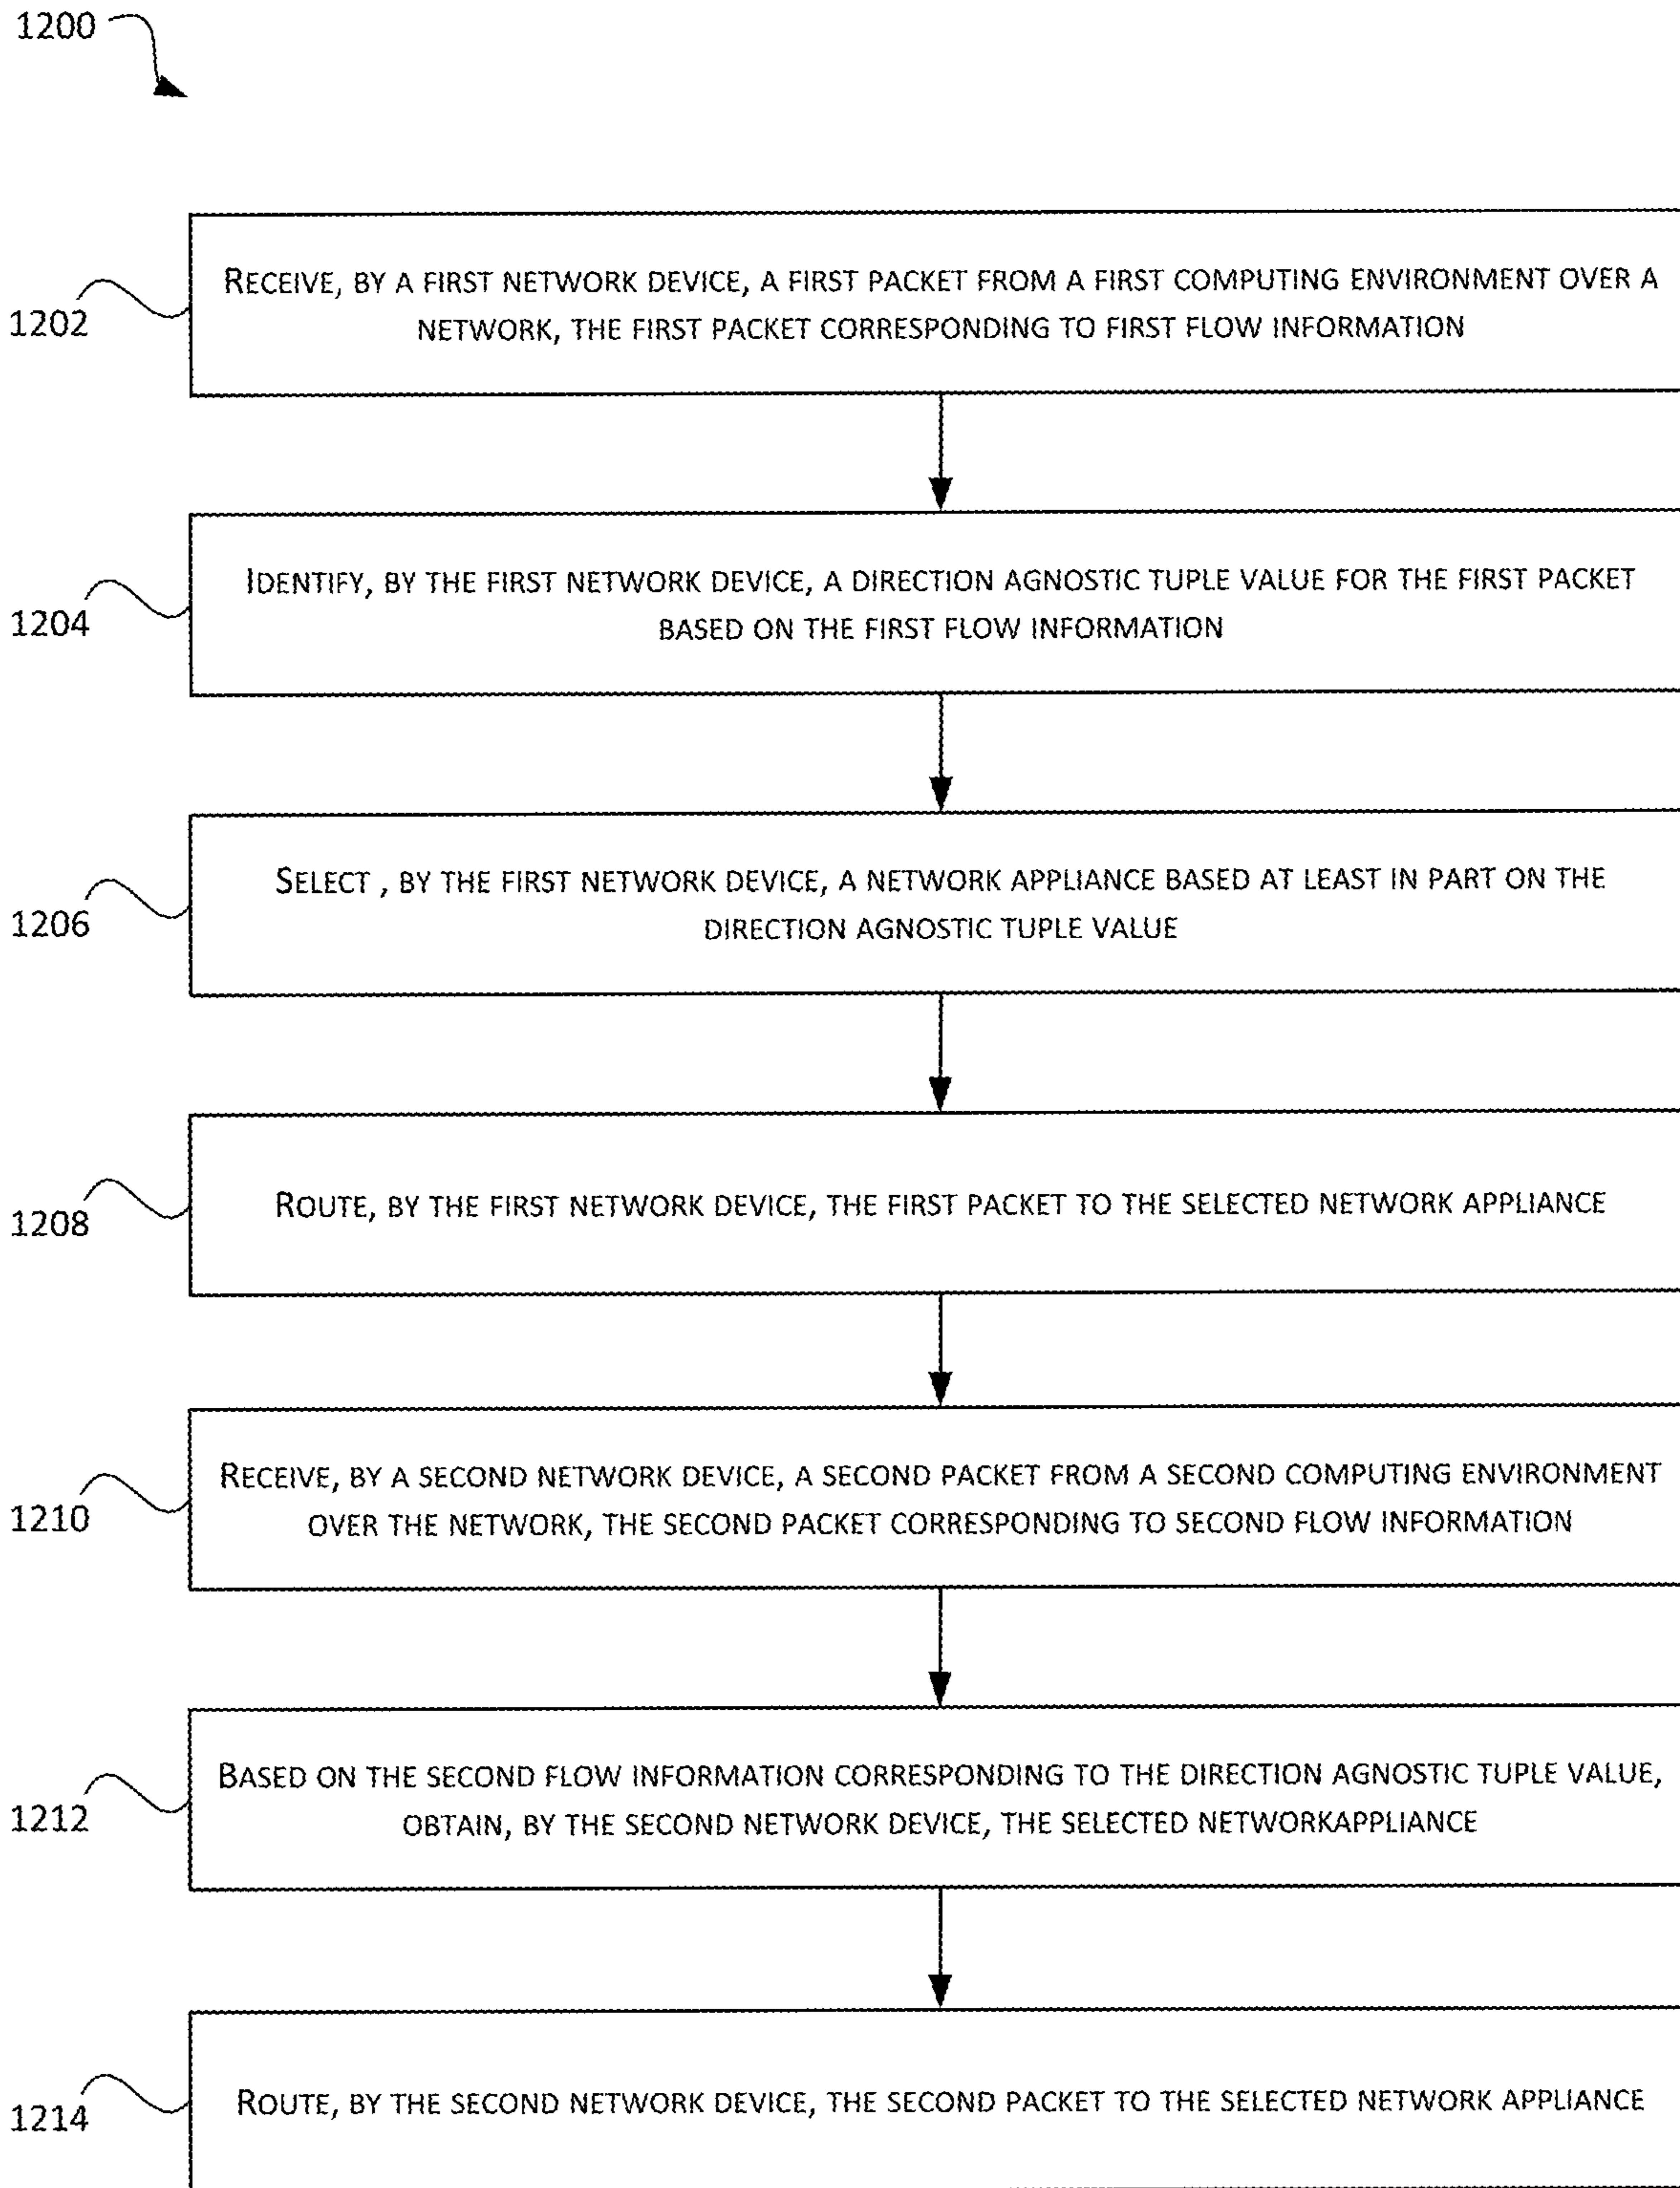 1200
RECEIVE, BY A FIRST NETWORK DEVICE, A FIRST PACKET FROM A FIRST COMPUTING ENVIRONMENT OVER A
NETWORK, THE FIRST PACKET CORRESPONDING TO FIRST FLOW INFORMATION
1202
IDENTIFY, BY THE FIRST NETWORK DEVICE, A DIRECTION AGNOSTIC TUPLE VALUE FOR THE FIRST PACKET
BASED ON THE FIRST FLOW INFORMATION
1204
SELECT , BY THE FIRST NETWORK DEVICE, A NETWORK APPLIANCE BASED AT LEAST IN PART ON THE
DIRECTION AGNOSTIC TUPLE VALUE
1206
ROUTE, BY THE FIRST NETWORK DEVICE, THE FIRST PACKET TO THE SELECTED NETWORK APPLIANCE
1208
RECEIVE, BY A SECOND NETWORK DEVICE, A SECOND PACKET FROM A SECOND COMPUTING ENVIRONMENT
OVER THE NETWORK, THE SECOND PACKET CORRESPONDING TO SECOND FLOW INFORMATION
1210
BASED ON THE SECOND FLOW INFORMATION CORRESPONDING TO THE DIRECTION AGNOSTIC TUPLE VALUE,
OBTAIN, BY THE SECOND NETWORK DEVICE, THE SELECTED NETWORKAPPLIANCE
1212
ROUTE, BY THE SECOND NETWORK DEVICE, THE SECOND PACKET TO THE SELECTED NETWORK APPLIANCE
1214